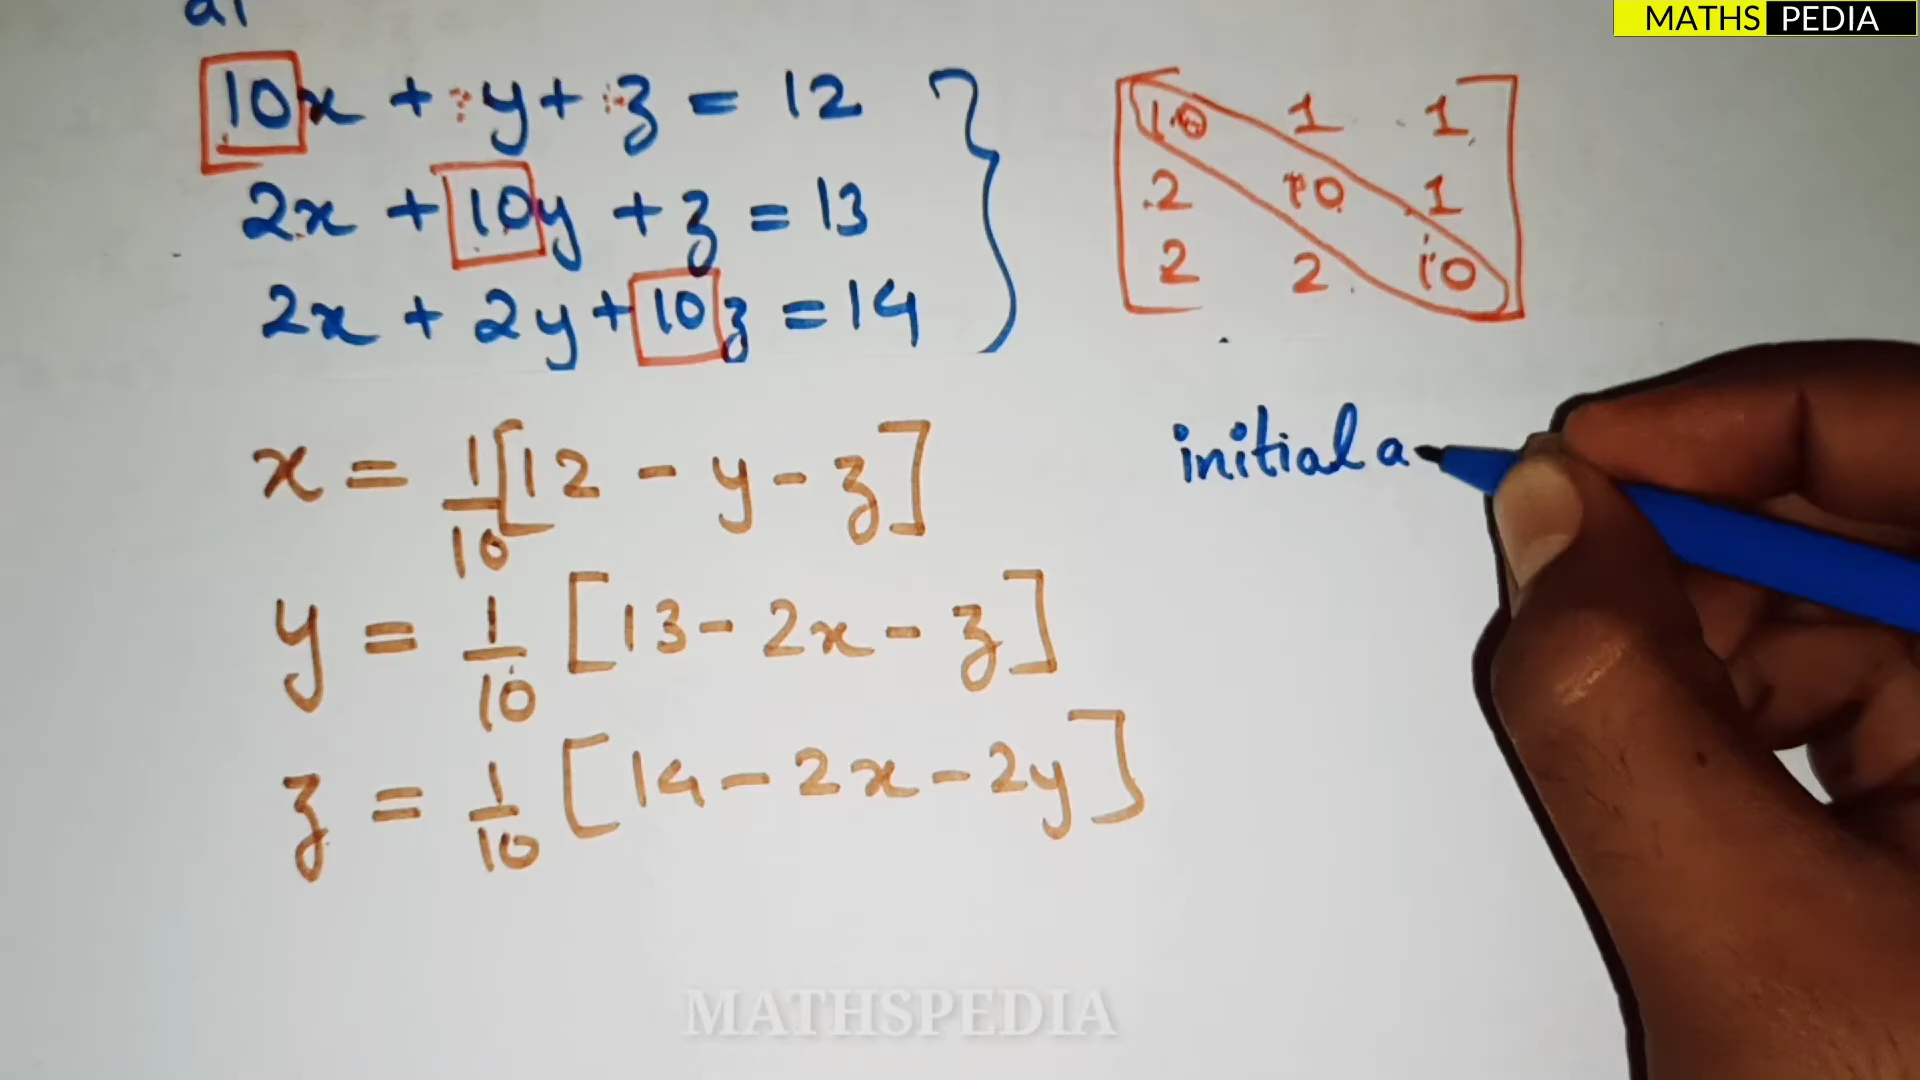 MATHS PEDIA
10x + y + z = 12
2x + 10y + z = 13
2x + 2y + 10z = 14
10 1 1
2 10 1
2 2 10
x = 1/10 [12 - y - z]
y = 1/10 [13 - 2x - z]
z = 1/10 [14 - 2x - 2y]
initial a
MATHSPEDIA